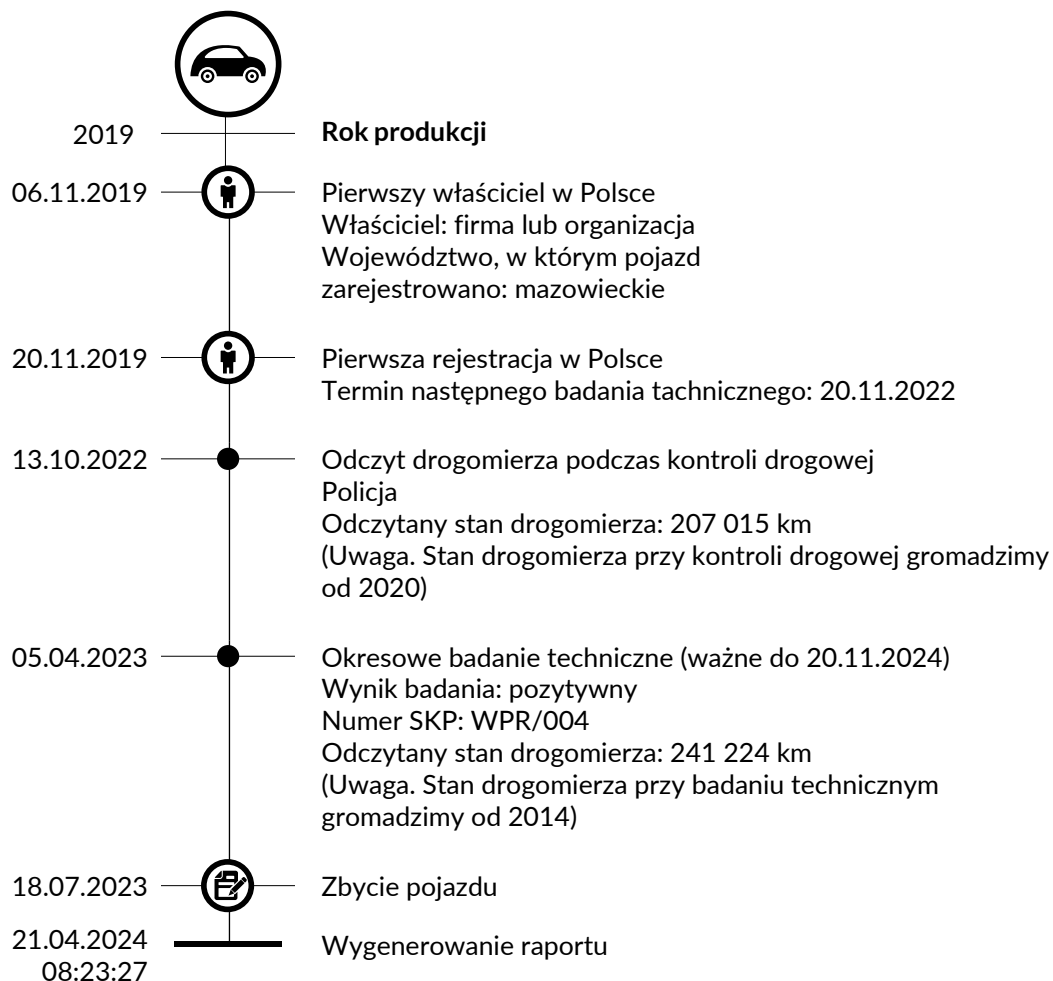 2019
Rok produkcji
06.11.2019
Pierwszy właściciel w Polsce
Właściciel: firma lub organizacja
Województwo, w którym pojazd
zarejestrowano: mazowieckie
20.11.2019
Pierwsza rejestracja w Polsce
Termin następnego badania tachnicznego: 20.11.2022
13.10.2022
Odczyt drogomierza podczas kontroli drogowej
Policja
Odczytany stan drogomierza: 207 015 km
(Uwaga. Stan drogomierza przy kontroli drogowej gromadzimy
od 2020)
05.04.2023
Okresowe badanie techniczne (ważne do 20.11.2024)
Wynik badania: pozytywny
Numer SKP: WPR/004
Odczytany stan drogomierza: 241 224 km
(Uwaga. Stan drogomierza przy badaniu technicznym
gromadzimy od 2014)
18.07.2023
Zbycie pojazdu
21.04.2024
08:23:27
Wygenerowanie raportu